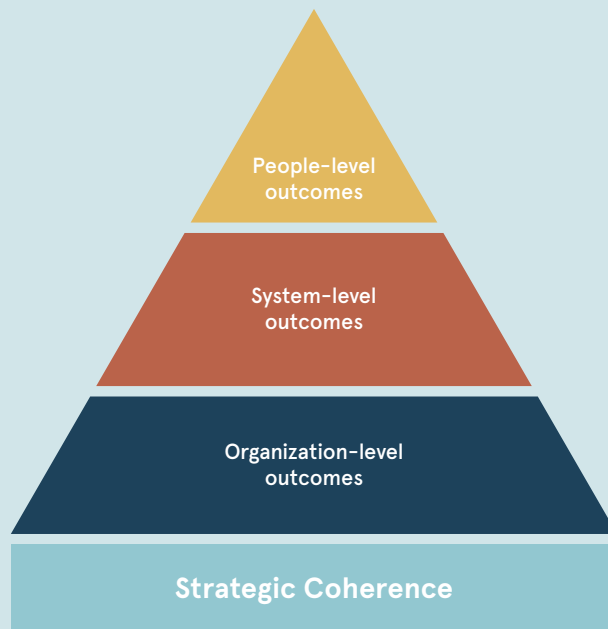 People-level
outcomes
System-level
outcomes
Organization-level
outcomes
Strategic Coherence